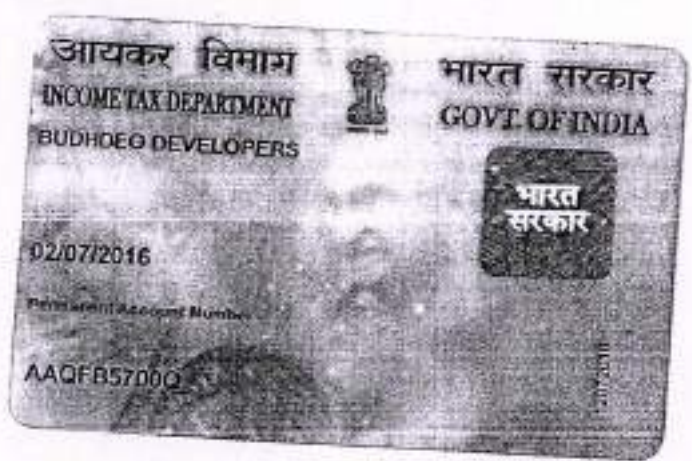 आयकर विभाग
INCOME TAX DEPARTMENT
BUDHDEO DEVELOPERS
भारत सरकार
GOVT. OF INDIA
भारत
सरकार
02/07/2016
Permanent Account Number
AAQFB5700Q